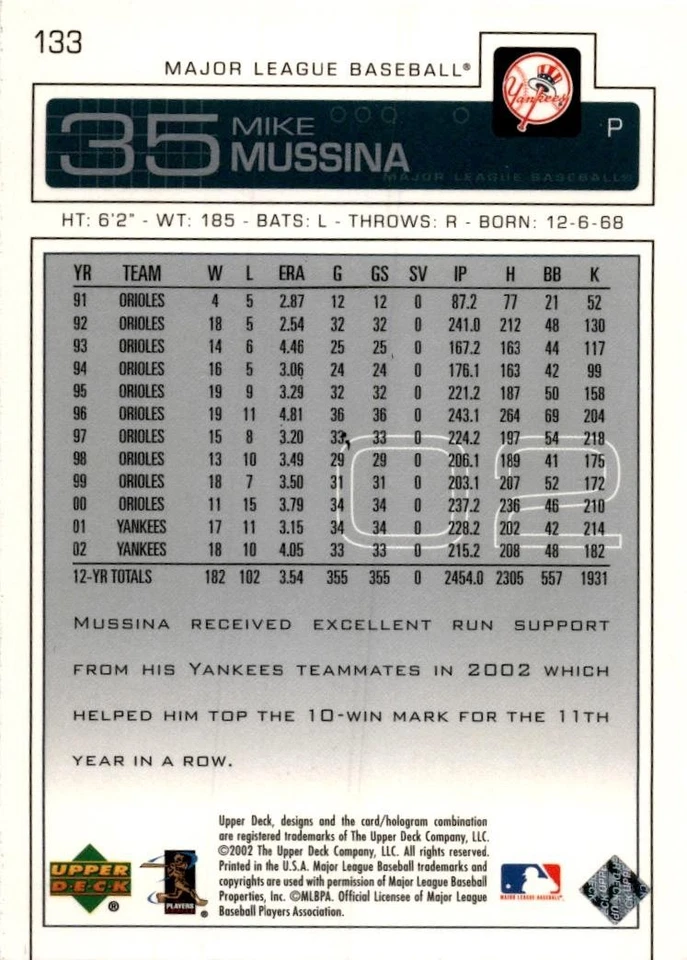 133
MAJOR LEAGUE BASEBALL®
Yankees
35 MIKE
MUSSINA
P
MAJOR LEAGUE BASEBALL®
HT: 6'2" - WT: 185 - BATS: L - THROWS: R - BORN: 12-6-68
YR TEAM W L ERA G GS SV IP H BB K
91 ORIOLES 4 5 2.87 12 12 0 87.2 77 21 52
92 ORIOLES 18 5 2.54 32 32 0 241.0 212 48 130
93 ORIOLES 14 6 4.46 25 25 0 167.2 163 44 117
94 ORIOLES 16 5 3.06 24 24 0 176.1 163 42 99
95 ORIOLES 19 9 3.29 32 32 0 221.2 187 50 158
96 ORIOLES 19 11 4.81 36 36 0 243.1 264 69 204
97 ORIOLES 15 8 3.20 33 33 0 224.2 197 54 218
98 ORIOLES 13 10 3.49 29 29 0 206.1 189 41 175
99 ORIOLES 18 7 3.50 31 31 0 203.1 207 52 172
00 ORIOLES 11 15 3.79 34 34 0 237.2 236 46 210
01 YANKEES 17 11 3.15 34 34 0 228.2 202 42 214
02 YANKEES 18 10 4.05 33 33 0 215.2 208 48 182
12-YR TOTALS 182 102 3.54 355 355 0 2454.0 2305 557 1931
02
MUSSINA RECEIVED EXCELLENT RUN SUPPORT
FROM HIS YANKEES TEAMMATES IN 2002 WHICH
HELPED HIM TOP THE 10-WIN MARK FOR THE 11TH
YEAR IN A ROW.
Upper Deck, designs and the card/hologram combination
are registered trademarks of The Upper Deck Company, LLC.
©2002 The Upper Deck Company, LLC. All rights reserved.
Printed in the U.S.A. Major League Baseball trademarks and
copyrights are used with permission of Major League Baseball
Properties, Inc. ©MLBPA. Official Licensee of Major League
Baseball Players Association.
UPPER
DECK
®
PLAYERS
®
MAJOR LEAGUE BASEBALL